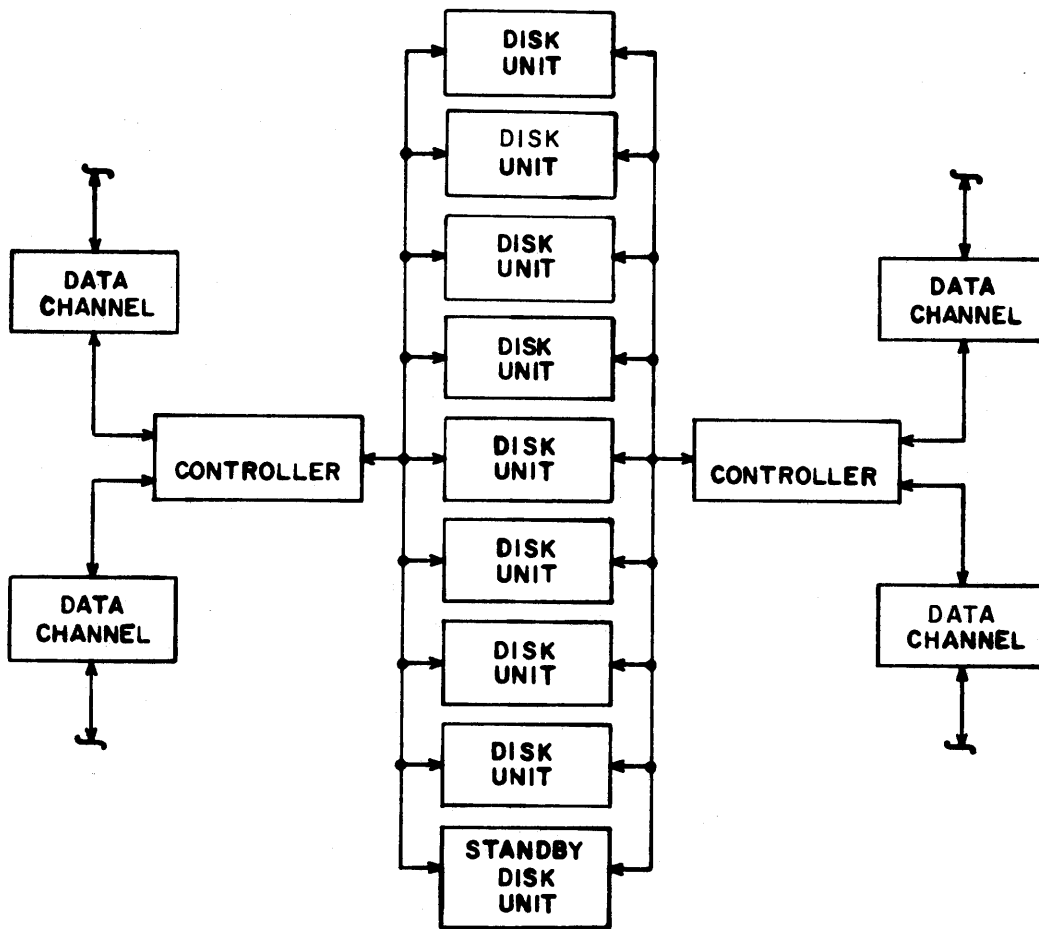 DISK
UNIT
DISK
UNIT
DISK
UNIT
DISK
UNIT
DISK
UNIT
DISK
UNIT
DISK
UNIT
DISK
UNIT
STANDBY
DISK
UNIT
DATA
CHANNEL
DATA
CHANNEL
CONTROLLER
CONTROLLER
DATA
CHANNEL
DATA
CHANNEL